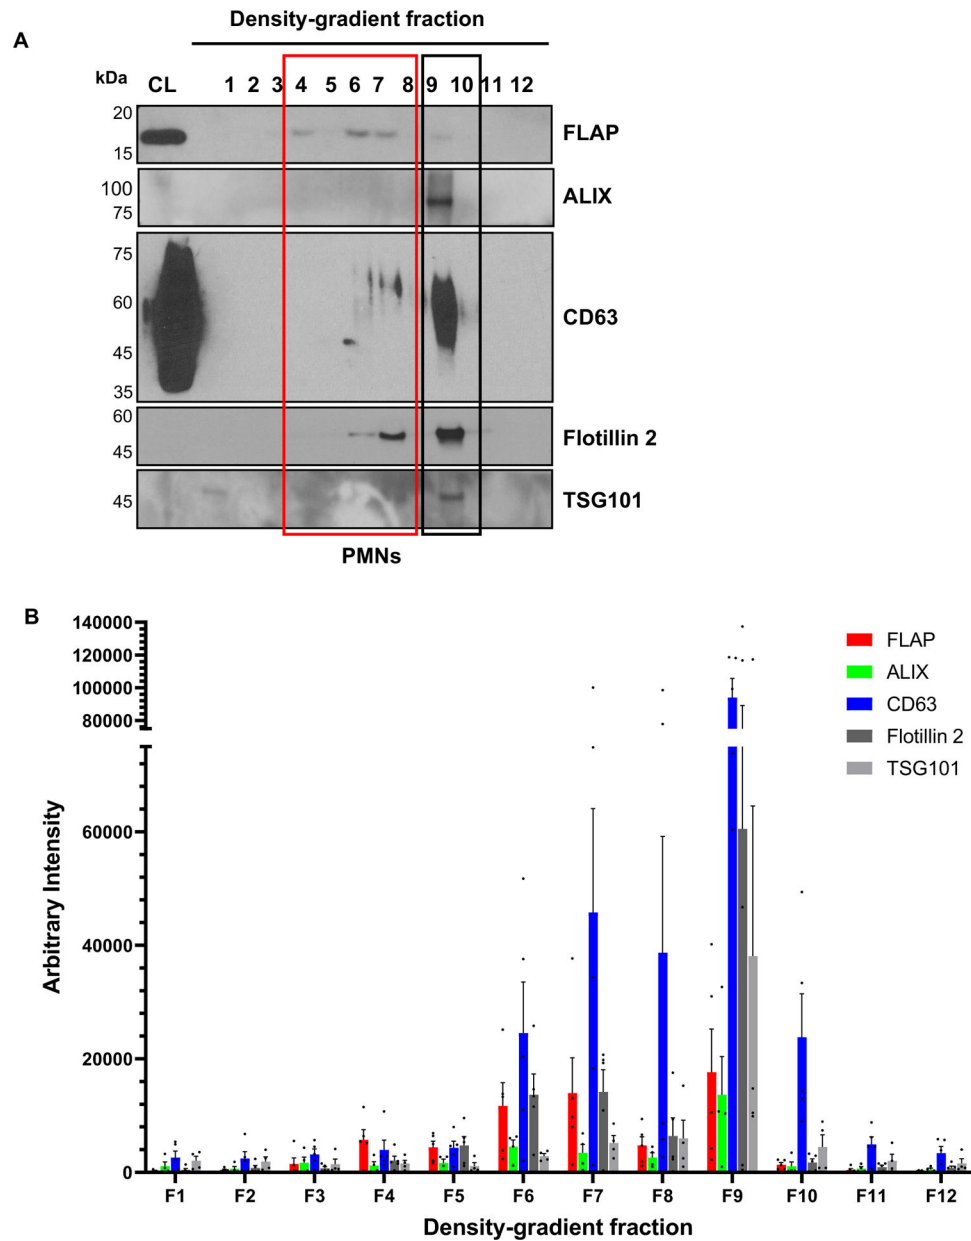 A
Density-gradient fraction
kDa CL 1 2 3 4 5 6 7 8 9 10 11 12
20
15
FLAP
100
75
ALIX
75
60
45
35
CD63
60
45
Flotillin 2
45
TSG101
PMNs
B
140000
120000
100000
80000
60000
40000
20000
0
Arbitrary Intensity
FLAP
ALIX
CD63
Flotillin 2
TSG101
F1 F2 F3 F4 F5 F6 F7 F8 F9 F10 F11 F12
Density-gradient fraction